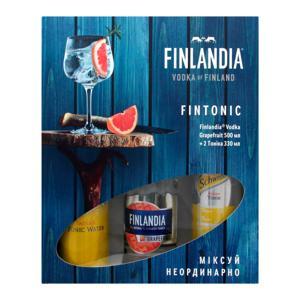 FINLANDIA
VODKA OF FINLAND
FINTONIC
Finlandia® Vodka
Grapefruit 500 мл
+ 2 Тоніка 330 мл
TONIC WATER
FINLANDIA
GRAPEFRUIT
Schw
МІКСУЙ
НЕОРДИНАРНО